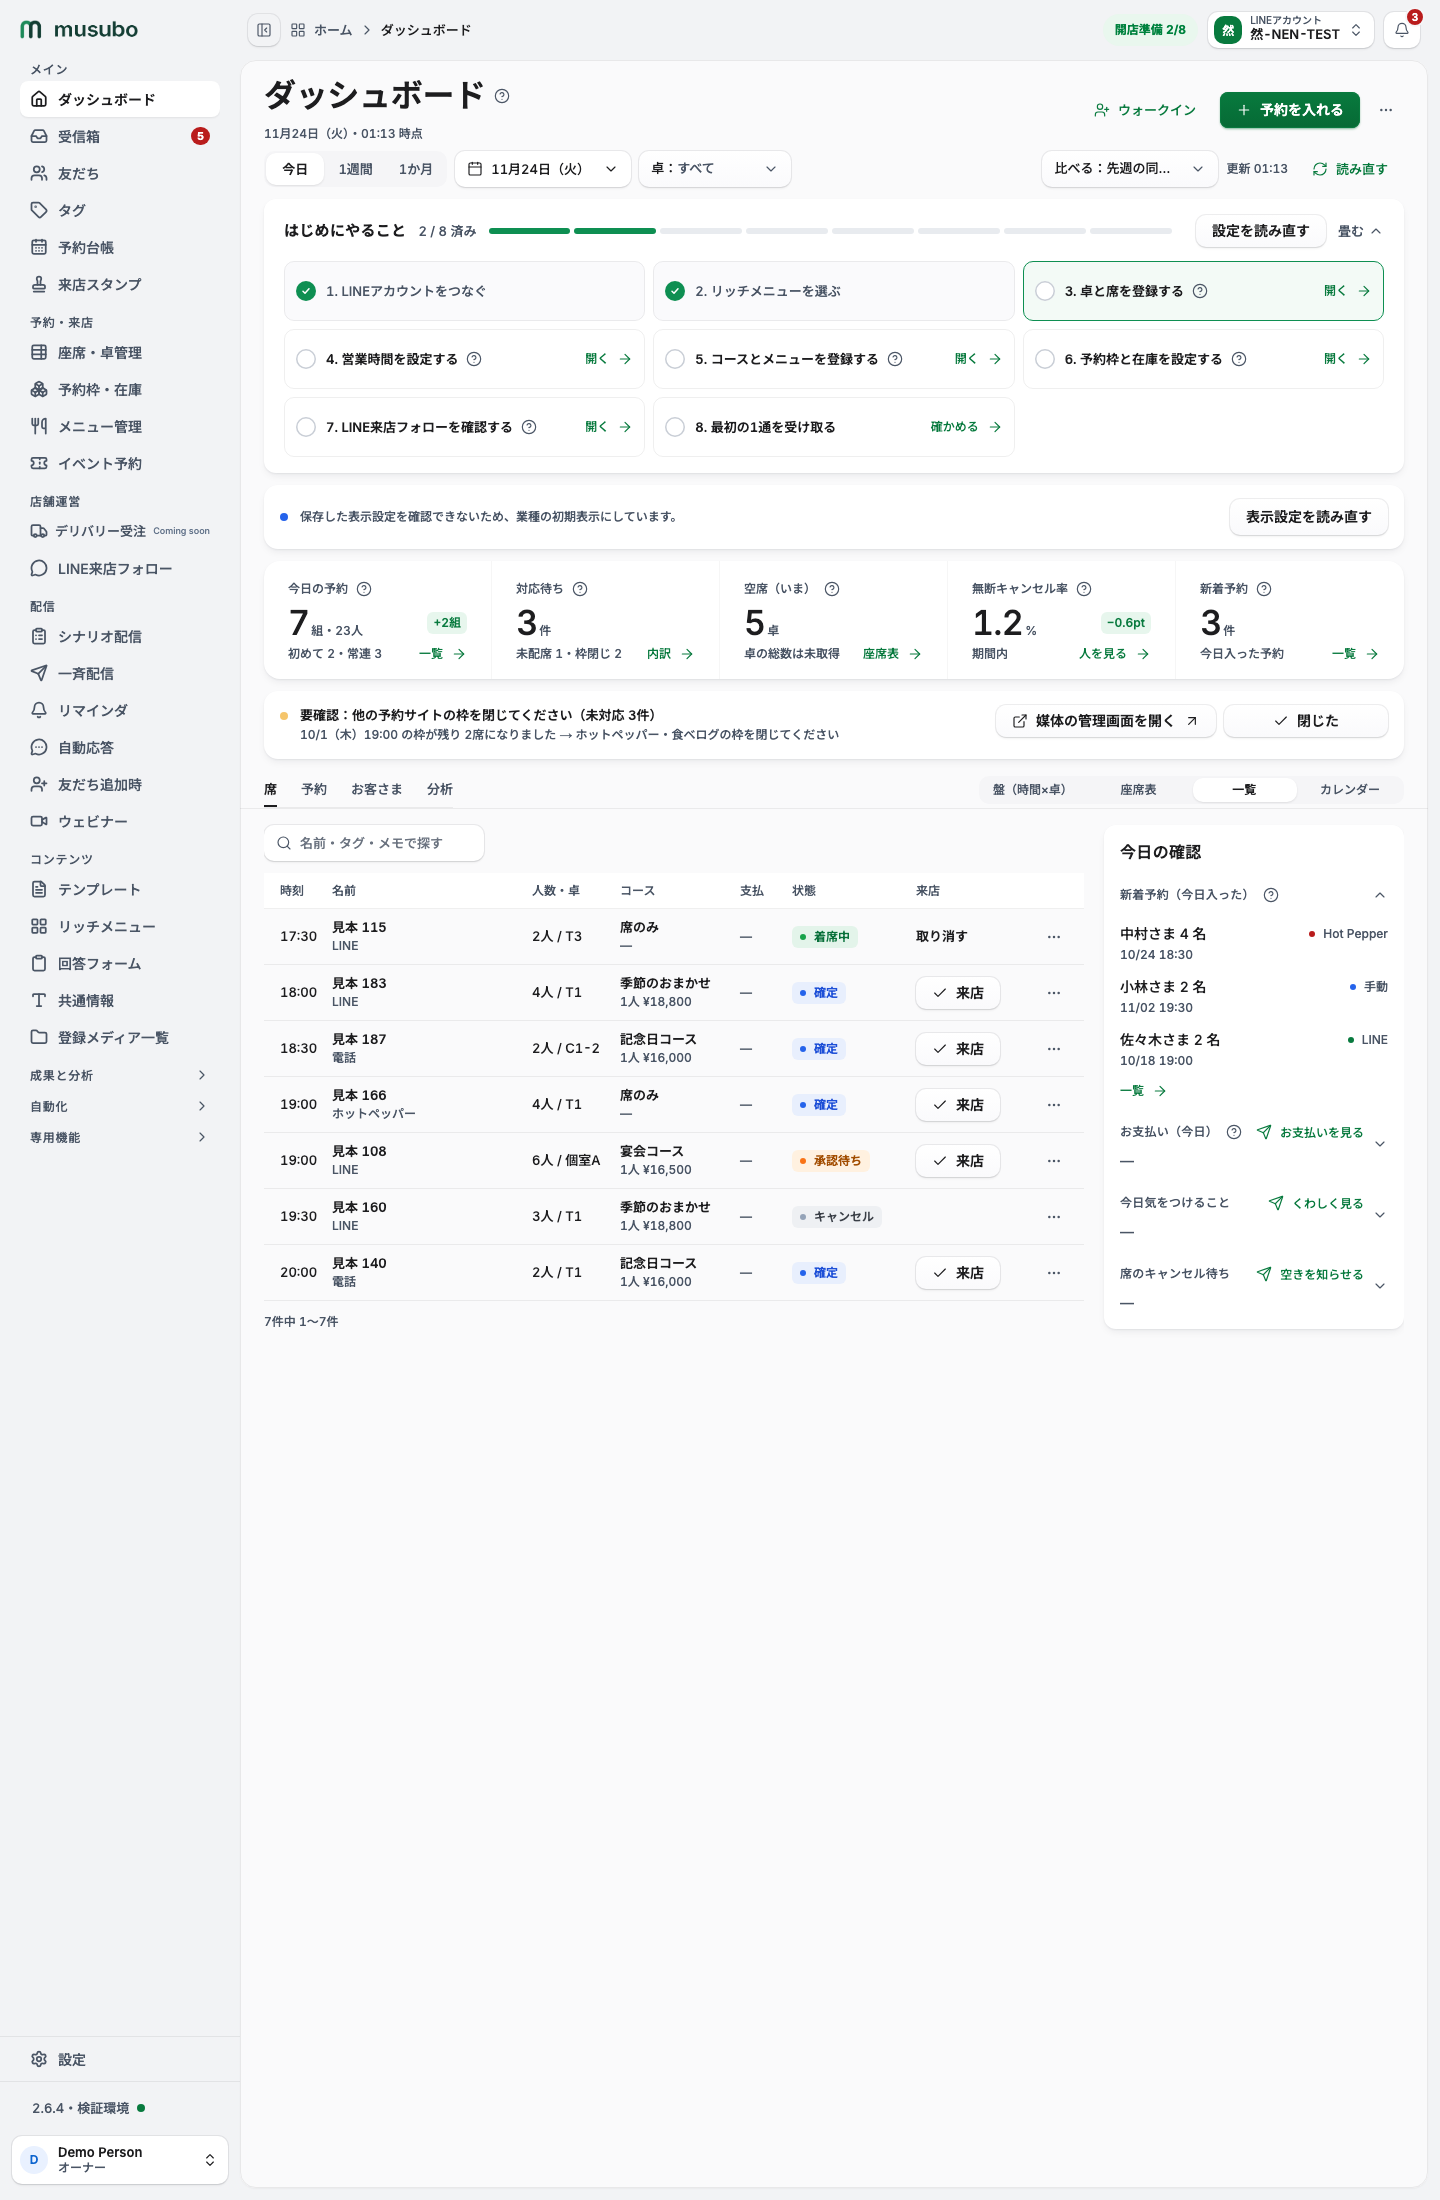 musubo
ホーム > ダッシュボード
開店準備 2/8
然
LINEアカウント
然-NEN-TEST
3
メイン
ダッシュボード
受信箱 5
友だち
タグ
予約台帳
来店スタンプ
予約・来店
座席・卓管理
予約枠・在庫
メニュー管理
イベント予約
店舗運営
デリバリー受注 Coming soon
LINE来店フォロー
配信
シナリオ配信
一斉配信
リマインダ
自動応答
友だち追加時
ウェビナー
コンテンツ
テンプレート
リッチメニュー
回答フォーム
共通情報
登録メディア一覧
成果と分析
自動化
専用機能
設定
2.6.4・検証環境
D
Demo Person
オーナー
ダッシュボード
11月24日（火）・01:13 時点
ウォークイン
予約を入れる
今日 1週間 1か月
11月24日（火）
卓：すべて
比べる：先週の同…
更新 01:13
読み直す
はじめにやること 2 / 8 済み
設定を読み直す
畳む
1. LINEアカウントをつなぐ
2. リッチメニューを選ぶ
3. 卓と席を登録する 開く
4. 営業時間を設定する 開く
5. コースとメニューを登録する 開く
6. 予約枠と在庫を設定する 開く
7. LINE来店フォローを確認する 開く
8. 最初の1通を受け取る 確かめる
保存した表示設定を確認できないため、業種の初期表示にしています。
表示設定を読み直す
今日の予約
7組・23人 +2組
初めて 2・常連 3 一覧
対応待ち
3件
未配席 1・枠閉じ 2 内訳
空席（いま）
5卓
卓の総数は未取得 座席表
無断キャンセル率
1.2% −0.6pt
期間内 人を見る
新着予約
3件
今日入った予約 一覧
要確認：他の予約サイトの枠を閉じてください（未対応 3件）
10/1（木）19:00 の枠が残り 2席になりました → ホットペッパー・食べログの枠を閉じてください
媒体の管理画面を開く
閉じた
席 予約 お客さま 分析
盤（時間×卓） 座席表 一覧 カレンダー
名前・タグ・メモで探す
時刻 名前 人数・卓 コース 支払 状態 来店
17:30 見本 115 2人 / T3 席のみ — 着席中 取り消す
LINE —
18:00 見本 183 4人 / T1 季節のおまかせ — 確定 来店
LINE 1人 ¥18,800
18:30 見本 187 2人 / C1-2 記念日コース — 確定 来店
電話 1人 ¥16,000
19:00 見本 166 4人 / T1 席のみ — 確定 来店
ホットペッパー —
19:00 見本 108 6人 / 個室A 宴会コース — 承認待ち 来店
LINE 1人 ¥16,500
19:30 見本 160 3人 / T1 季節のおまかせ — キャンセル
LINE 1人 ¥18,800
20:00 見本 140 2人 / T1 記念日コース — 確定 来店
電話 1人 ¥16,000
7件中 1〜7件
今日の確認
新着予約（今日入った）
中村さま 4 名 Hot Pepper
10/24 18:30
小林さま 2 名 手動
11/02 19:30
佐々木さま 2 名 LINE
10/18 19:00
一覧
お支払い（今日） お支払いを見る
—
今日気をつけること くわしく見る
—
席のキャンセル待ち 空きを知らせる
—